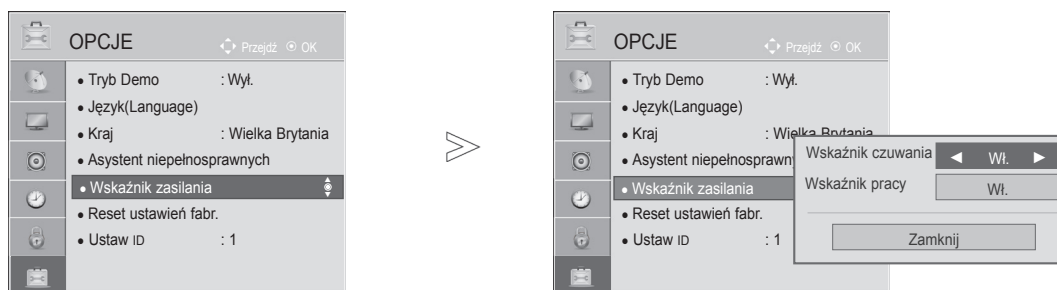 OPCJE
Przejdź OK
• Tryb Demo : Wył.
• Język(Language)
• Kraj : Wielka Brytania
• Asystent niepełnosprawnych
• Wskaźnik zasilania
• Reset ustawień fabr.
• Ustaw ID : 1
OPCJE
Przejdź OK
• Tryb Demo : Wył.
• Język(Language)
• Kraj : Wielka Brytania
• Asystent niepełnosprawn
• Wskaźnik zasilania
• Reset ustawień fabr.
• Ustaw ID : 1
Wskaźnik czuwania ◄ Wł. ►
Wskaźnik pracy Wł.
Zamknij